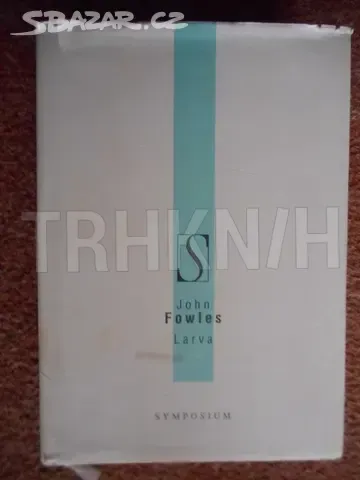 SBAZAR.CZ
TRHKNIH
S
John
Fowles
Larva
SYMPOSIUM